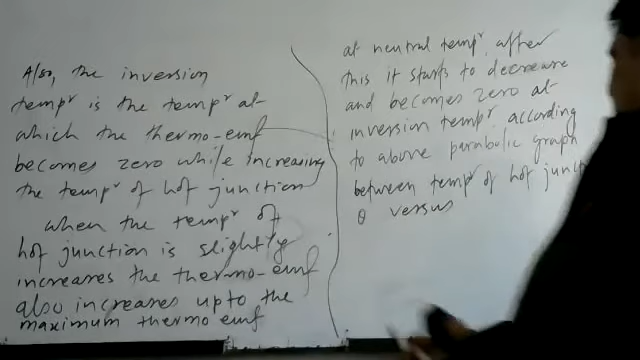 Also, the inversion
tempr is the tempr at
which the thermo-emf
becomes zero while increasing
the tempr of hot junction
when the tempr of
hot junction is slightly
increases the thermo-emf
also increases upto the
maximum thermo emf
at neutral tempr. after
this it starts to decrease
and becomes zero at
inversion tempr according
to above parabolic graph
between tempr of hot junct
θ versus